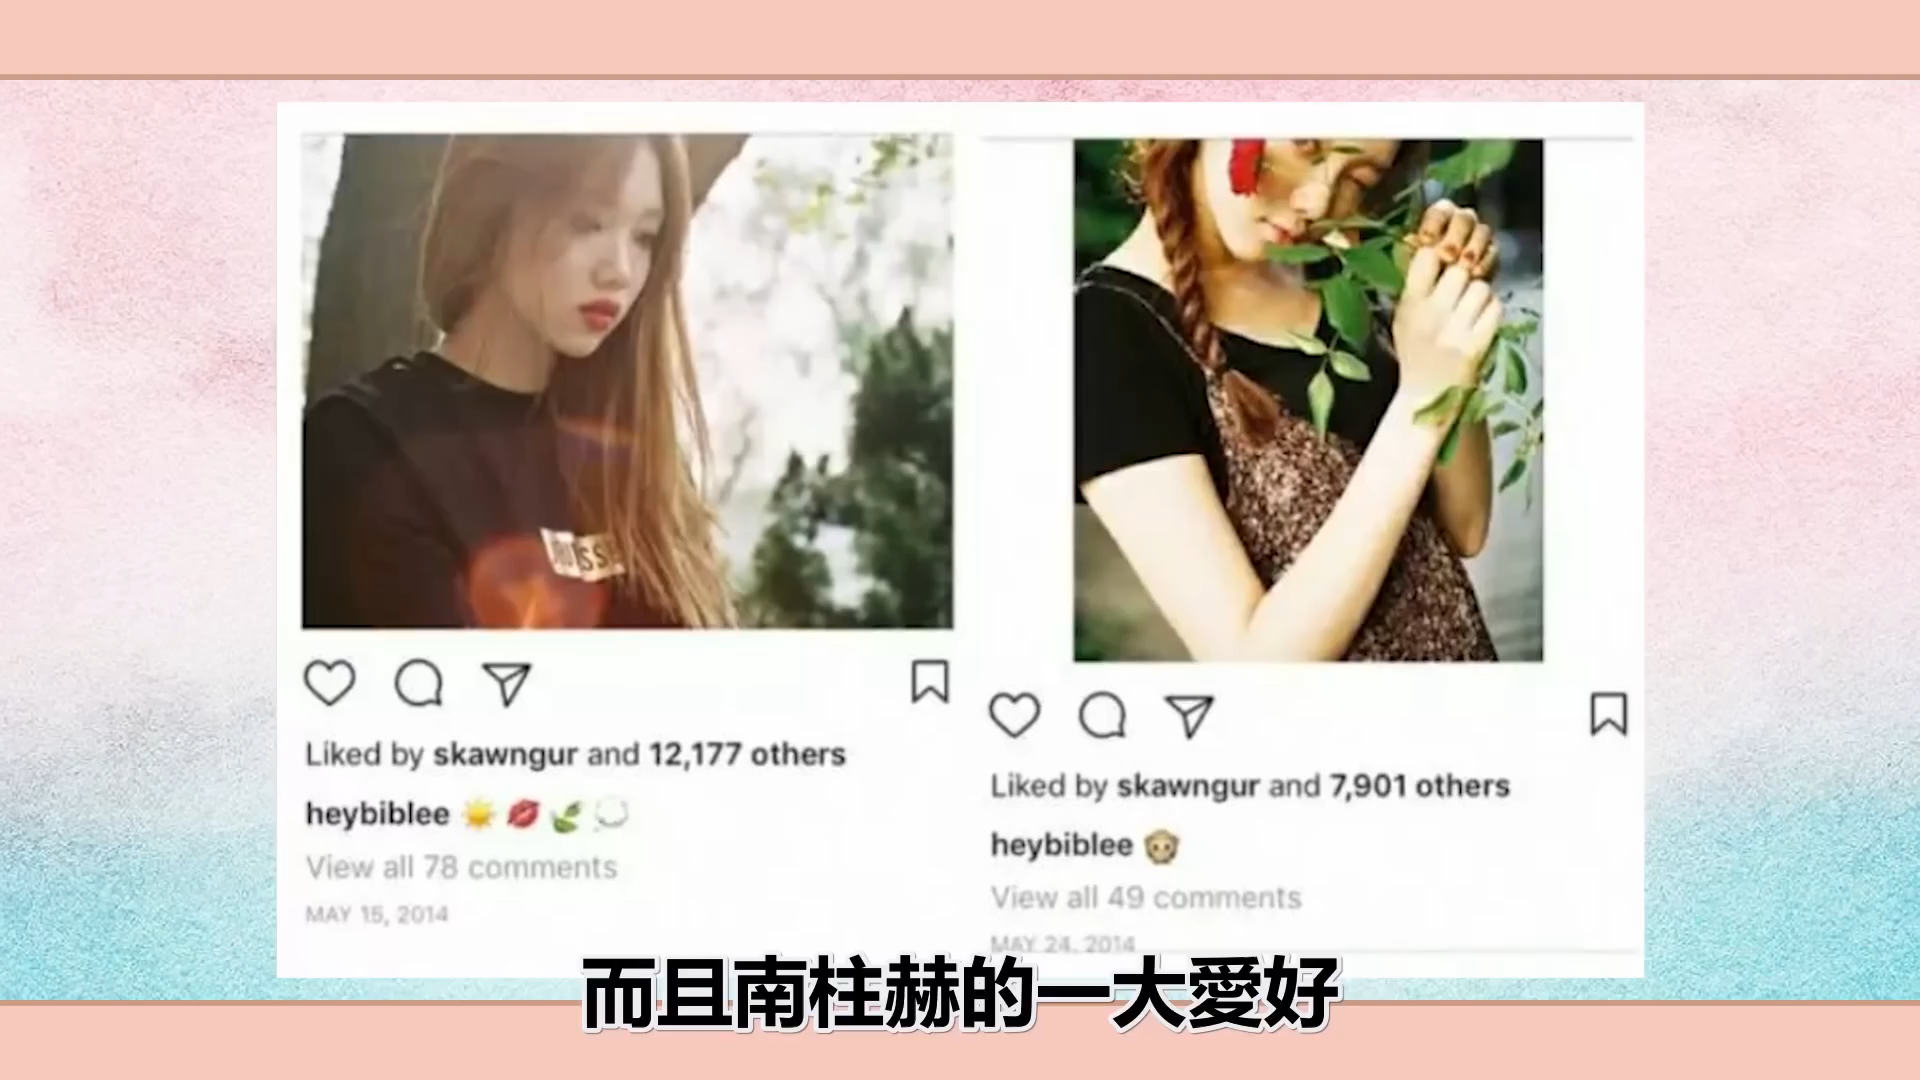 Liked by skawngur and 12,177 others
heybiblee
View all 78 comments
MAY 15, 2014
Liked by skawngur and 7,901 others
heybiblee
View all 49 comments
MAY 24, 2014
而且南柱赫的一大愛好